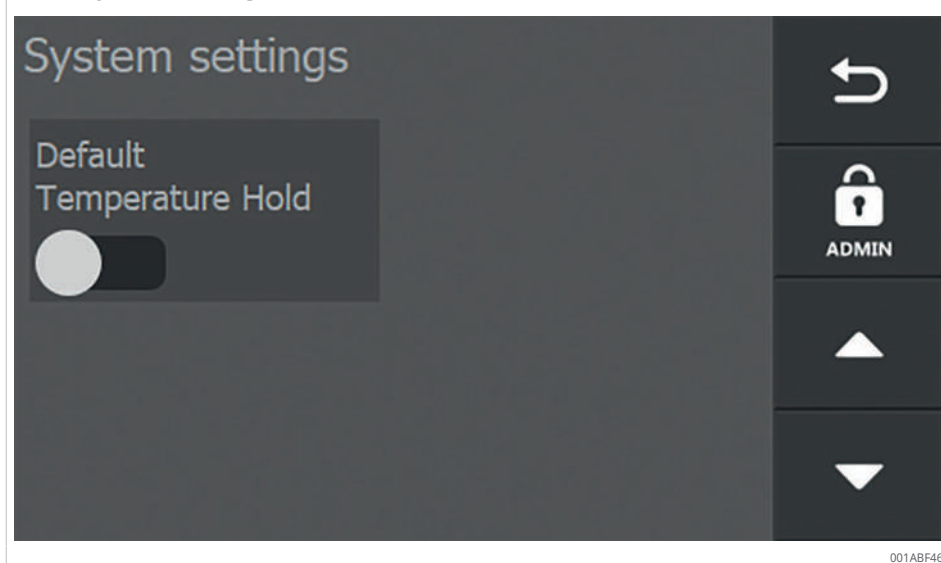 System settings
Default
Temperature Hold
ADMIN
001ABF46